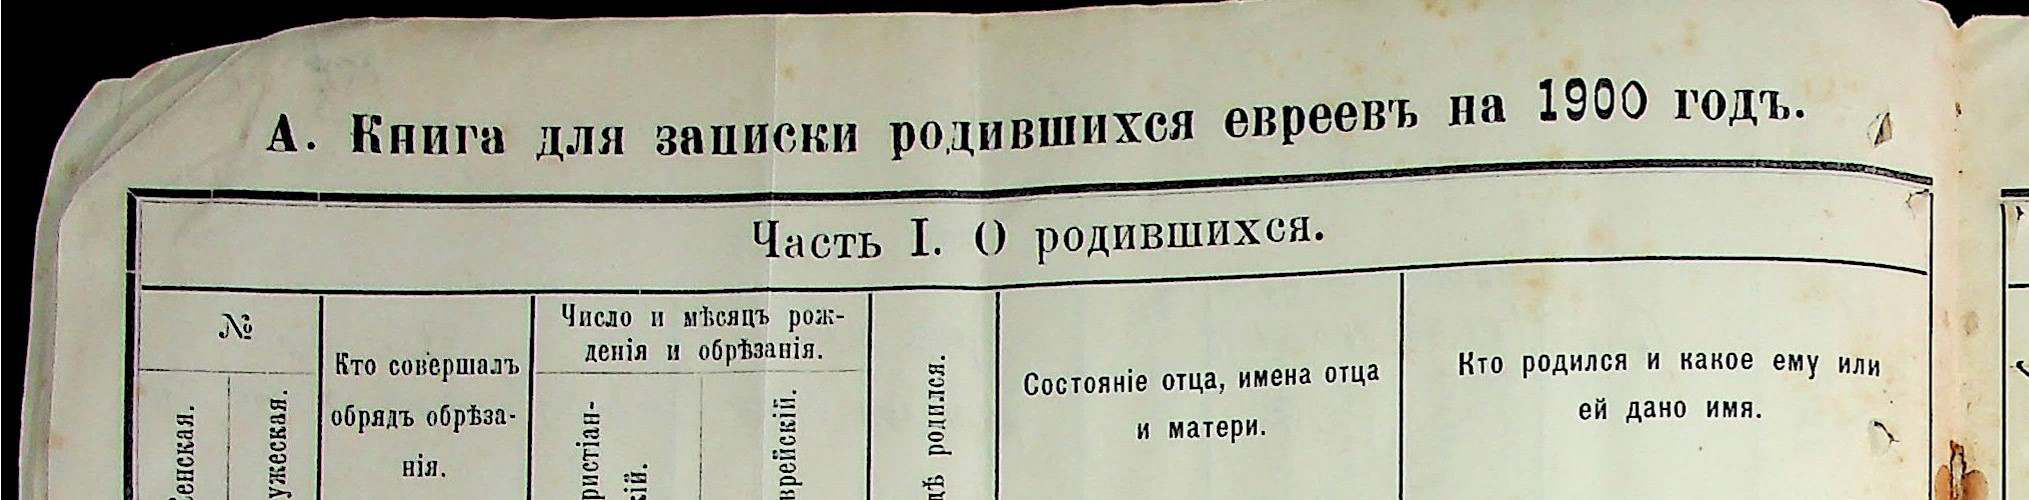 А. Книга для записки родившихся евреевъ на 1900 годъ.
Часть I. О родившихся.
№
Кто совершалъ
обрядъ обрѣза-
нія.
Число и мѣсяцъ рож-
денія и обрѣзанія.
родился.
Состояніе отца, имена отца
и матери.
Кто родился и какое ему или
ей дано имя.